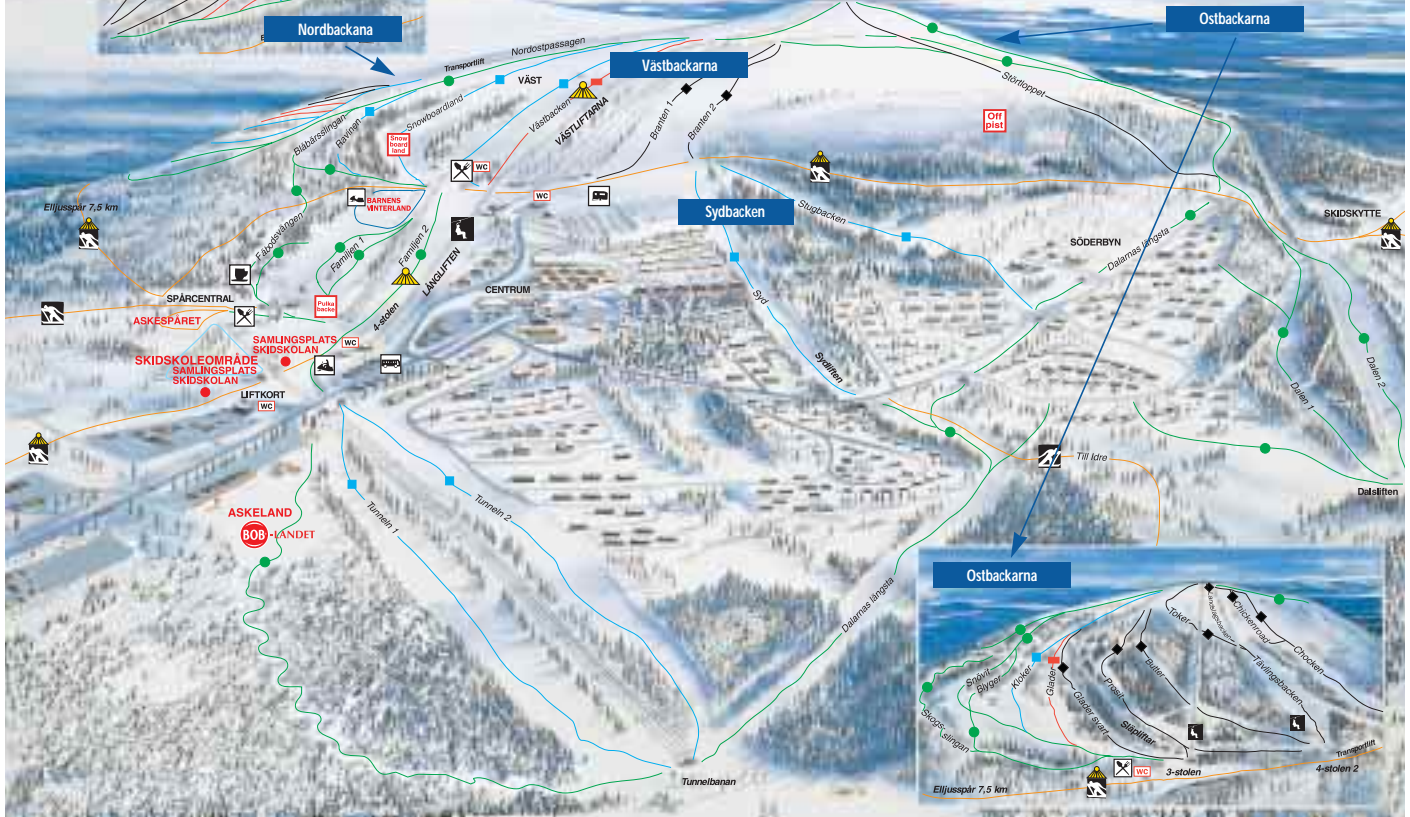 Nordbackana
Ostbackarna
Nordostpassagen
Transportlift
VÄST
Västbackarna
Störtloppet
Snowboardland
Västbacken
VÄSTLIFTARNA
Branten 1
Branten 2
Off
pist
Blåbärsslingan
Ravinen
Snow
board
land
WC
WC
BARNENS
VINTERLAND
Elljusspår 7,5 km
Fäbodsvängen
Familjen 1
Familjen 2
LÅNGLIFTEN
Sydbacken
Stugbacken
SÖDERBYN
Dalarnas längsta
SKIDSKYTTE
SPÅRCENTRAL
ASKESPÅRET
Pulka
backe
4-stolen
CENTRUM
Syd
Sydliften
WC
SAMLINGSPLATS
SKIDSKOLAN
SKIDSKOLEOMRÅDE
SAMLINGSPLATS
SKIDSKOLAN
LIFTKORT
WC
Dalen 1
Dalen 2
Till Idre
Dalsliften
Tunneln 1
Tunneln 2
ASKELAND
BOB -LANDET
Dalarnas längsta
Tunnelbanan
Ostbackarna
Toker
Landslagsbacken
Chickenroad
Chocken
Tävlingsbacken
Snövit
Blyger
Kloker
Glader
Glader svart
Prosit
Butter
Släpliftar
Skogs-
slingan
WC
3-stolen
4-stolen 2
Transportlift
Elljusspår 7,5 km